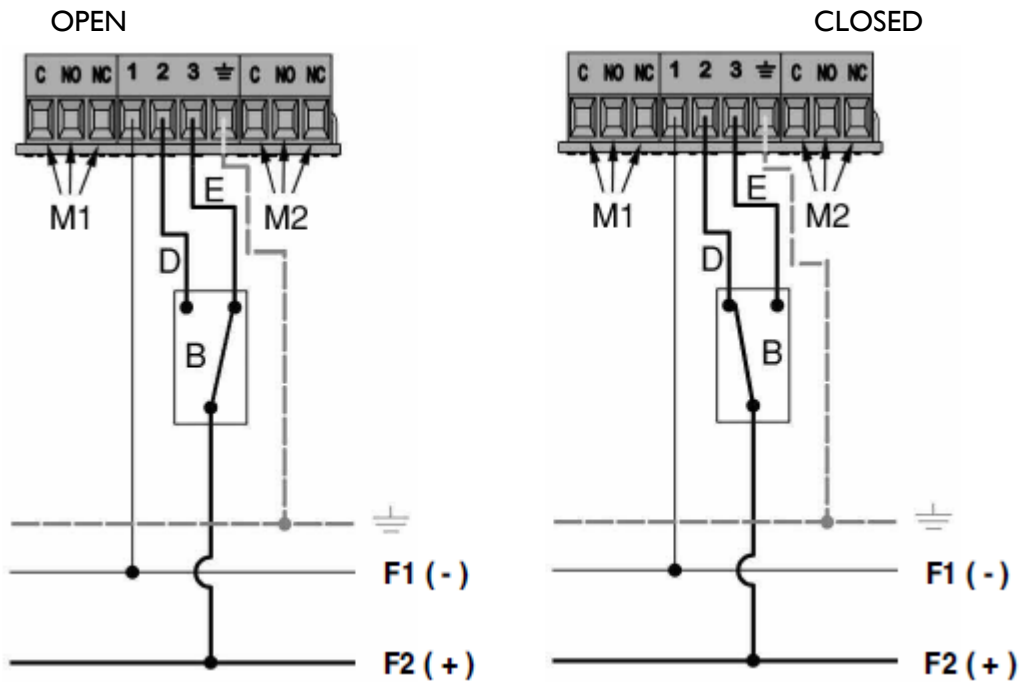 OPEN
C NO NC 1 2 3 ⏚ C NO NC
M1
E
M2
D
B
F1 ( - )
F2 ( + )
CLOSED
C NO NC 1 2 3 ⏚ C NO NC
M1
E
M2
D
B
F1 ( - )
F2 ( + )